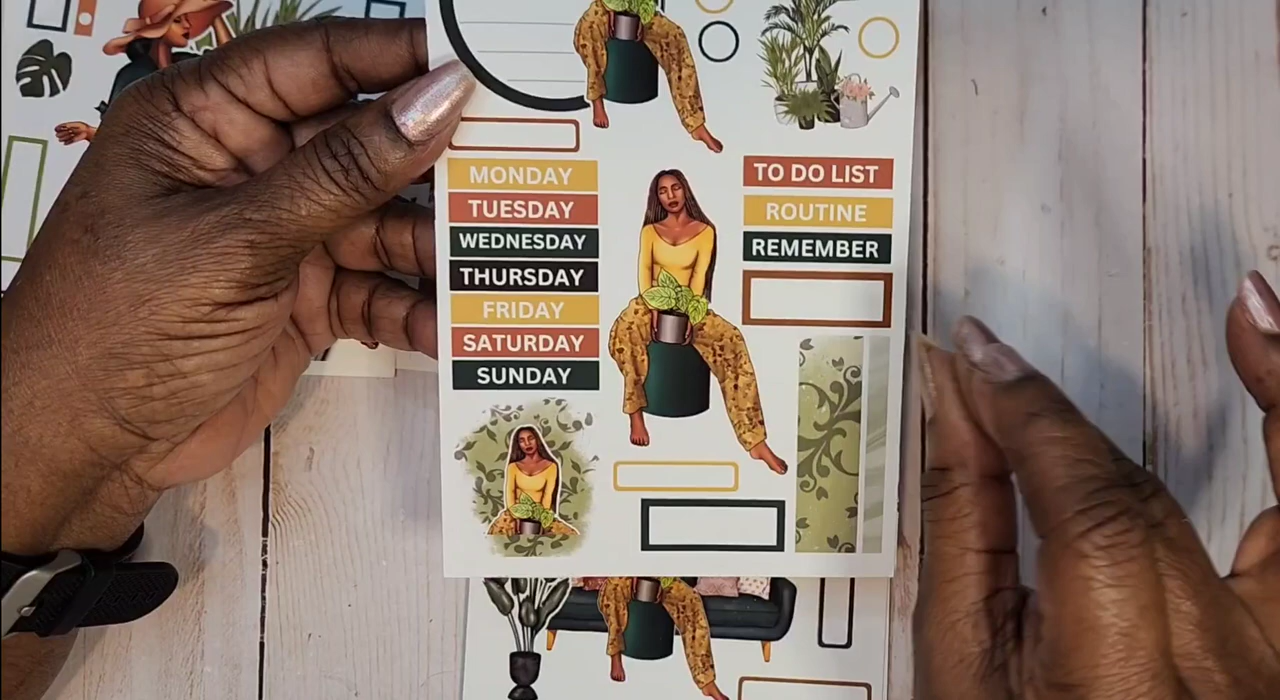 MONDAY
TUESDAY
WEDNESDAY
THURSDAY
FRIDAY
SATURDAY
SUNDAY
TO DO LIST
ROUTINE
REMEMBER